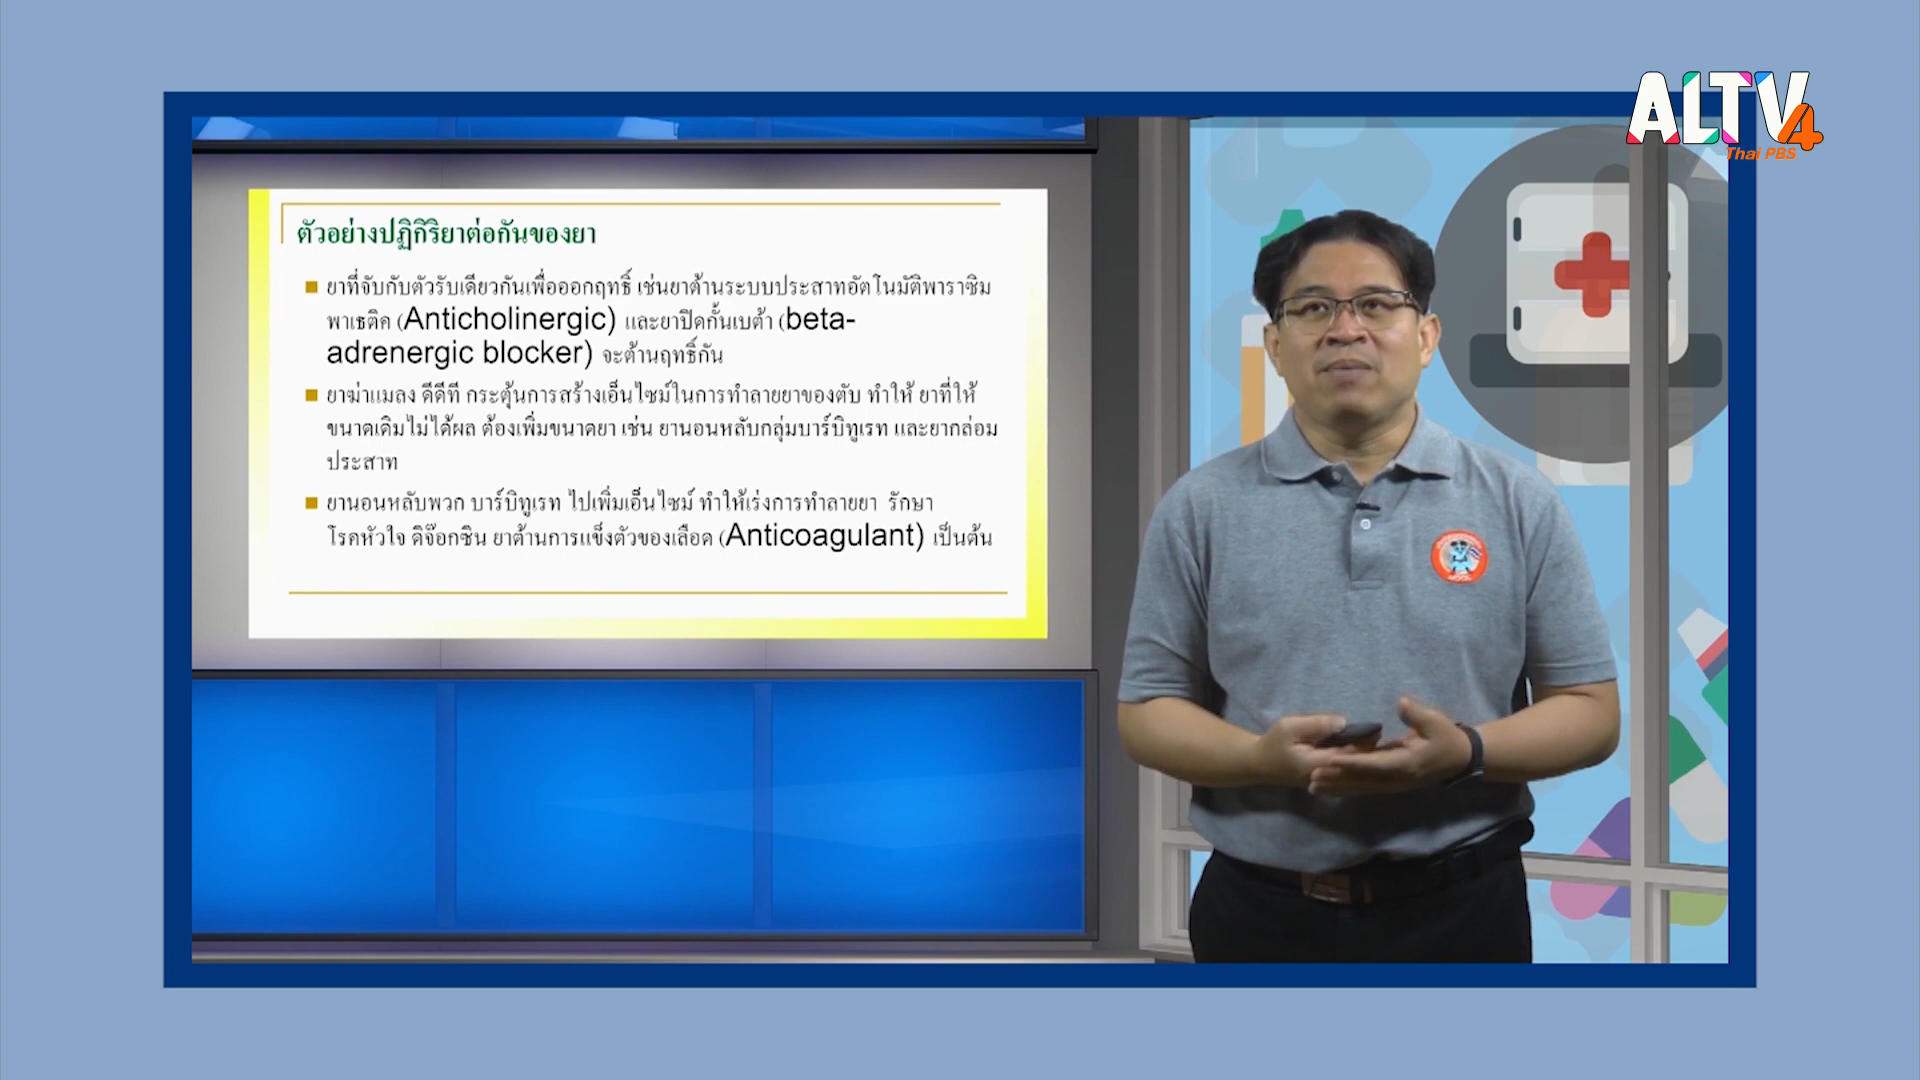 ALTV4
Thai PBS
ตัวอย่างปฏิกิริยาต่อกันของยา
ยาที่จับกับตัวรับเดียวกันเพื่อออกฤทธิ์ เช่นยาต้านระบบประสาทอัตโนมัติพาราซิม
พาเธติค (Anticholinergic) และยาปิดกั้นเบต้า (beta-
adrenergic blocker) จะต้านฤทธิ์กัน
ยาฆ่าแมลง ดีดีที กระตุ้นการสร้างเอ็นไซม์ในการทำลายยาของตับ ทำให้ ยาที่ให้
ขนาดเดิมไม่ได้ผล ต้องเพิ่มขนาดยา เช่น ยานอนหลับกลุ่มบาร์บิทูเรท และยากล่อม
ประสาท
ยานอนหลับพวก บาร์บิทูเรท ไปเพิ่มเอ็นไซม์ ทำให้เร่งการทำลายยา รักษา
โรคหัวใจ ดิจ๊อกซิน ยาต้านการแข็งตัวของเลือด (Anticoagulant) เป็นต้น